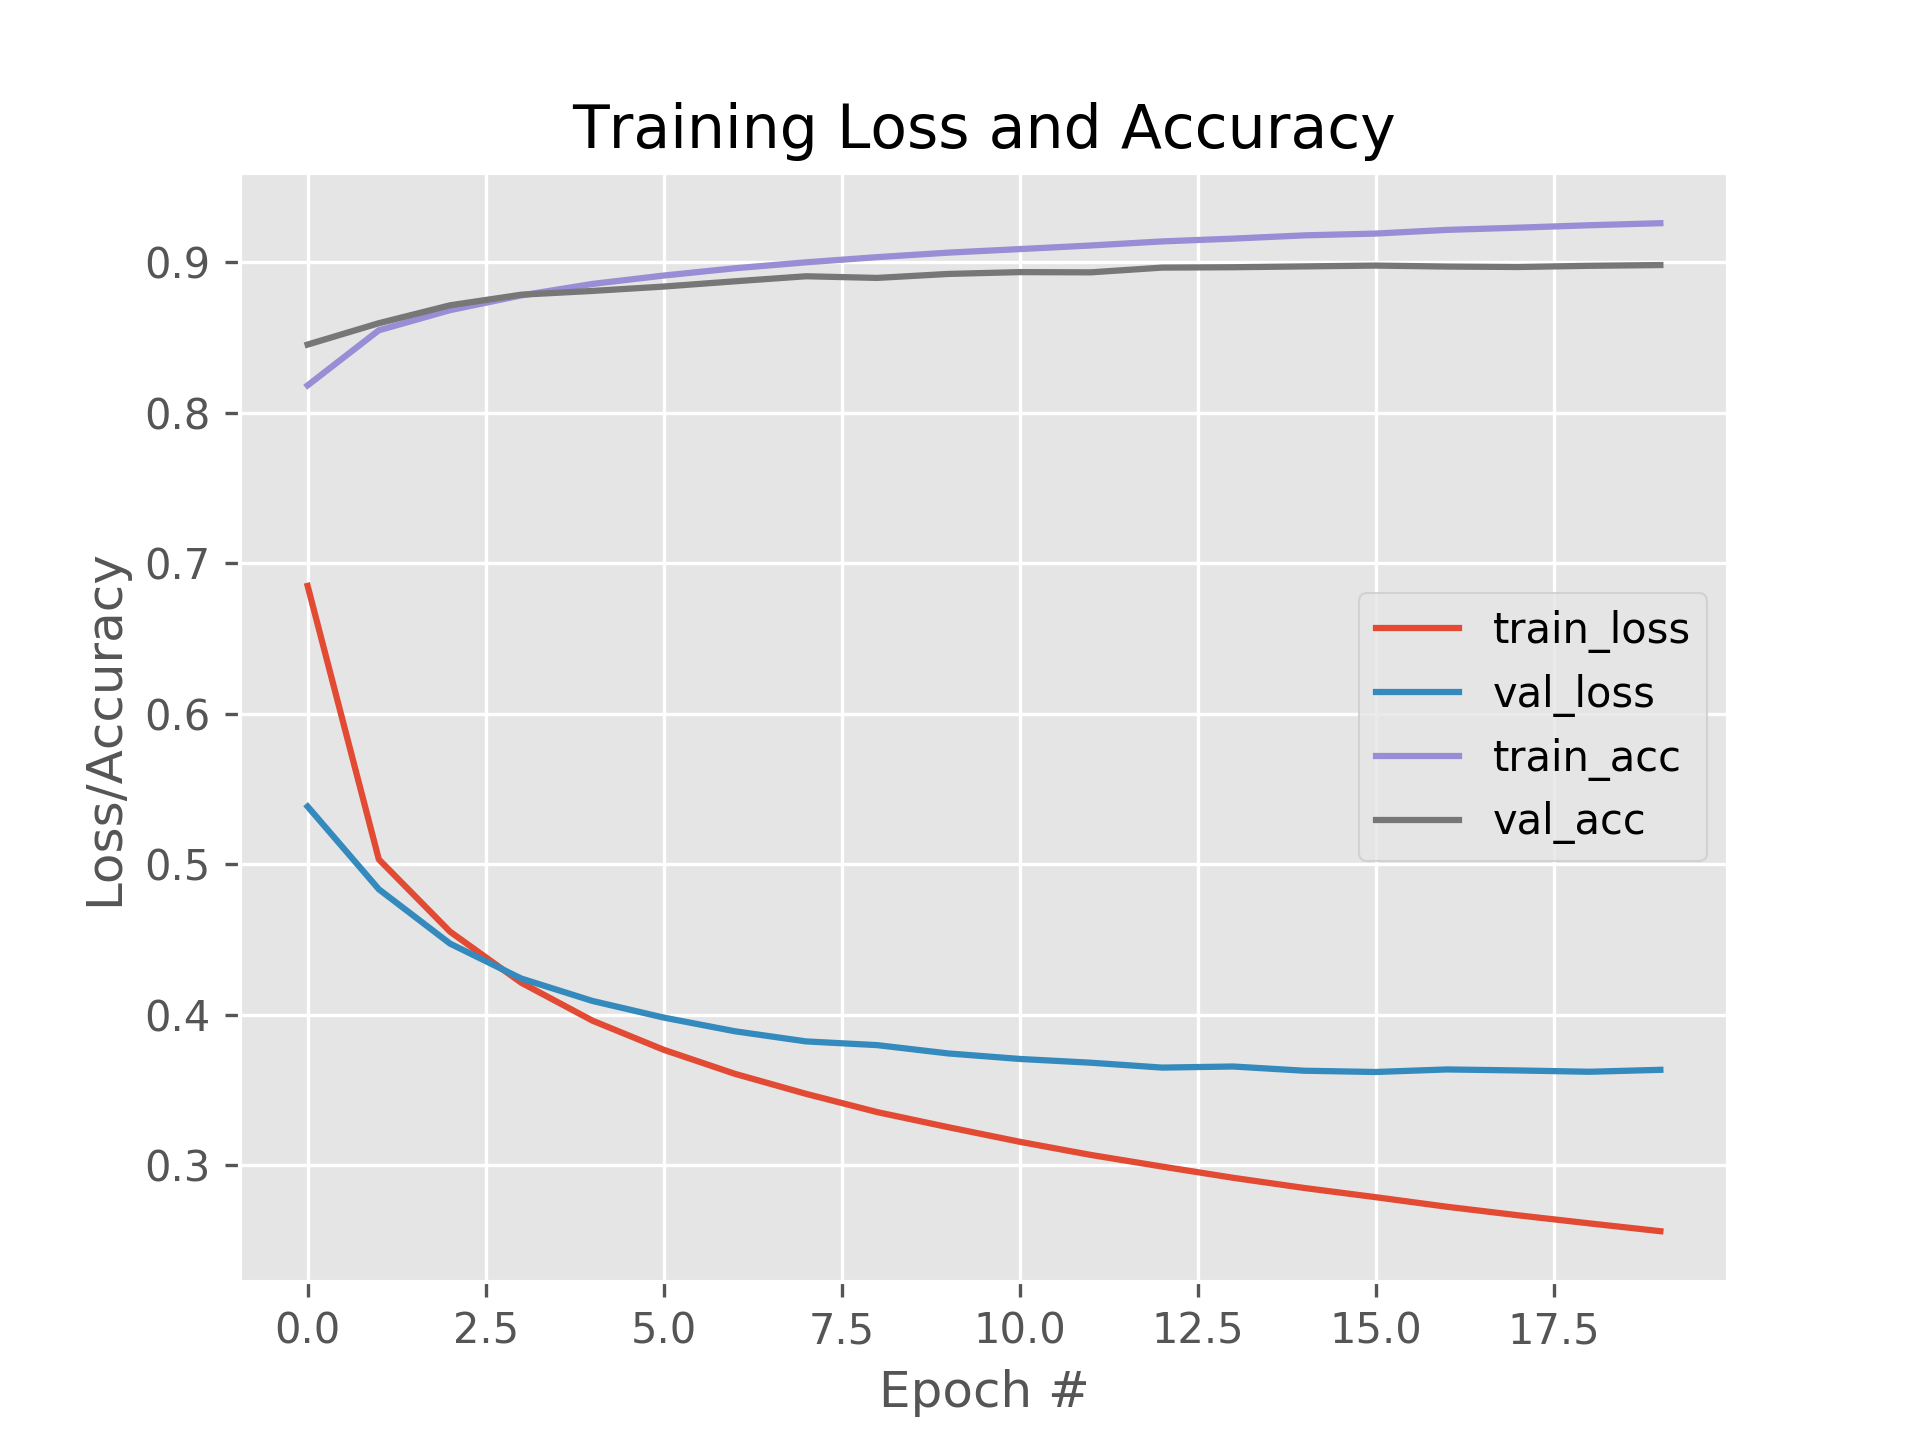 Training Loss and Accuracy
0.9
0.8
0.7
0.6
0.5
0.4
0.3
Loss/Accuracy
train_loss
val_loss
train_acc
val_acc
0.0 2.5 5.0 7.5 10.0 12.5 15.0 17.5
Epoch #